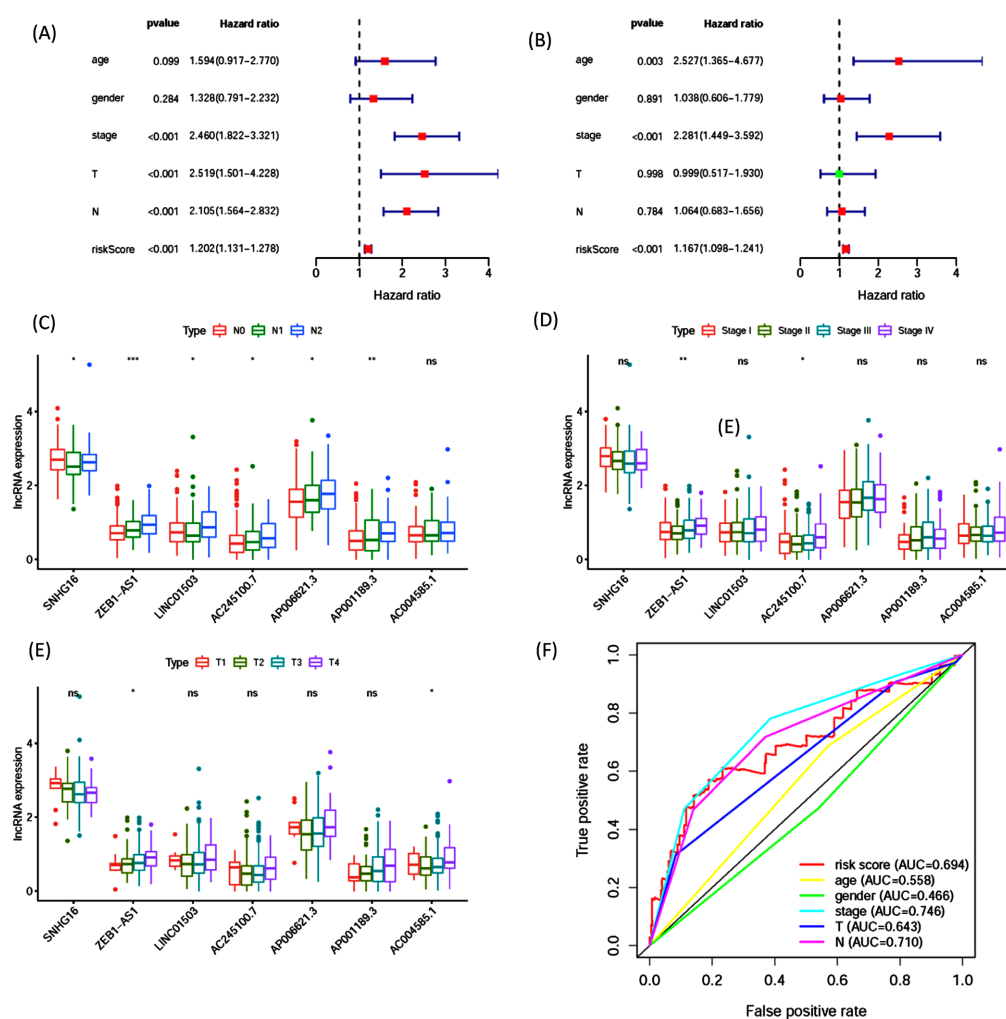 (A)
pvalue Hazard ratio
age 0.099 1.594(0.917−2.770)
gender 0.284 1.328(0.791−2.232)
stage <0.001 2.460(1.822−3.321)
T <0.001 2.519(1.501−4.228)
N <0.001 2.105(1.564−2.832)
riskScore <0.001 1.202(1.131−1.278)
0 1 2 3 4
Hazard ratio
(B)
pvalue Hazard ratio
age 0.003 2.527(1.365−4.677)
gender 0.891 1.038(0.606−1.779)
stage <0.001 2.281(1.449−3.592)
T 0.998 0.999(0.517−1.930)
N 0.784 1.064(0.683−1.656)
riskScore <0.001 1.167(1.098−1.241)
0 1 2 3 4
Hazard ratio
(C)
Type N0 N1 N2
* *** * * * ** ns
lncRNA expression
4
2
0
SNHG16 ZEB1−AS1 LINC01503 AC245100.7 AP006621.3 AP001189.3 AC004585.1
(D)
Type Stage I Stage II Stage III Stage IV
ns ** ns * ns ns ns
(E)
lncRNA expression
4
2
0
SNHG16 ZEB1−AS1 LINC01503 AC245100.7 AP006621.3 AP001189.3 AC004585.1
(E)
Type T1 T2 T3 T4
ns * ns ns ns ns *
lncRNA expression
4
2
0
SNHG16 ZEB1−AS1 LINC01503 AC245100.7 AP006621.3 AP001189.3 AC004585.1
(F)
True positive rate
1.0
0.8
0.6
0.4
0.2
0.0
risk score (AUC=0.694)
age (AUC=0.558)
gender (AUC=0.466)
stage (AUC=0.746)
T (AUC=0.643)
N (AUC=0.710)
0.0 0.2 0.4 0.6 0.8 1.0
False positive rate